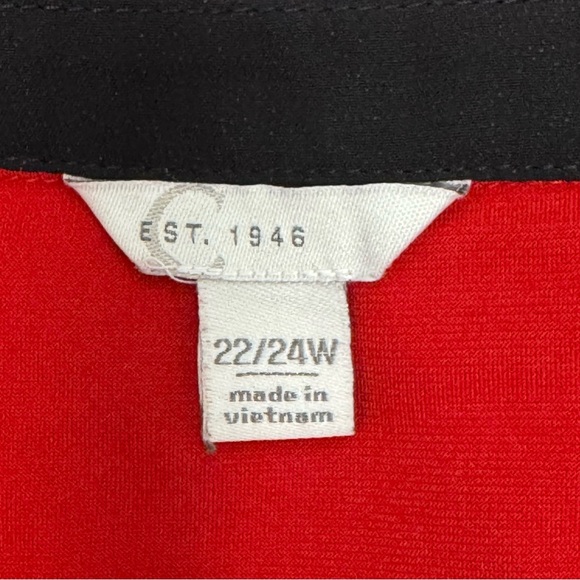 C
EST. 1946
22/24W
made in
vietnam